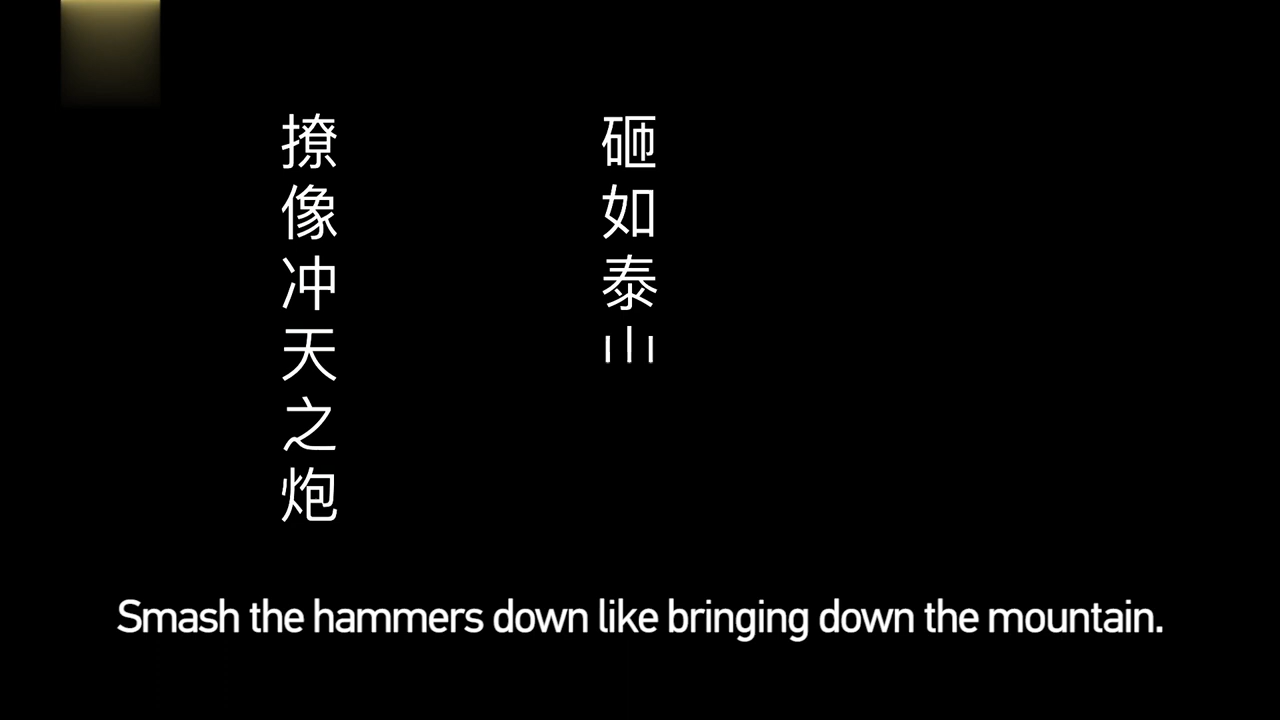 撩像冲天之炮
砸如泰山
Smash the hammers down like bringing down the mountain.